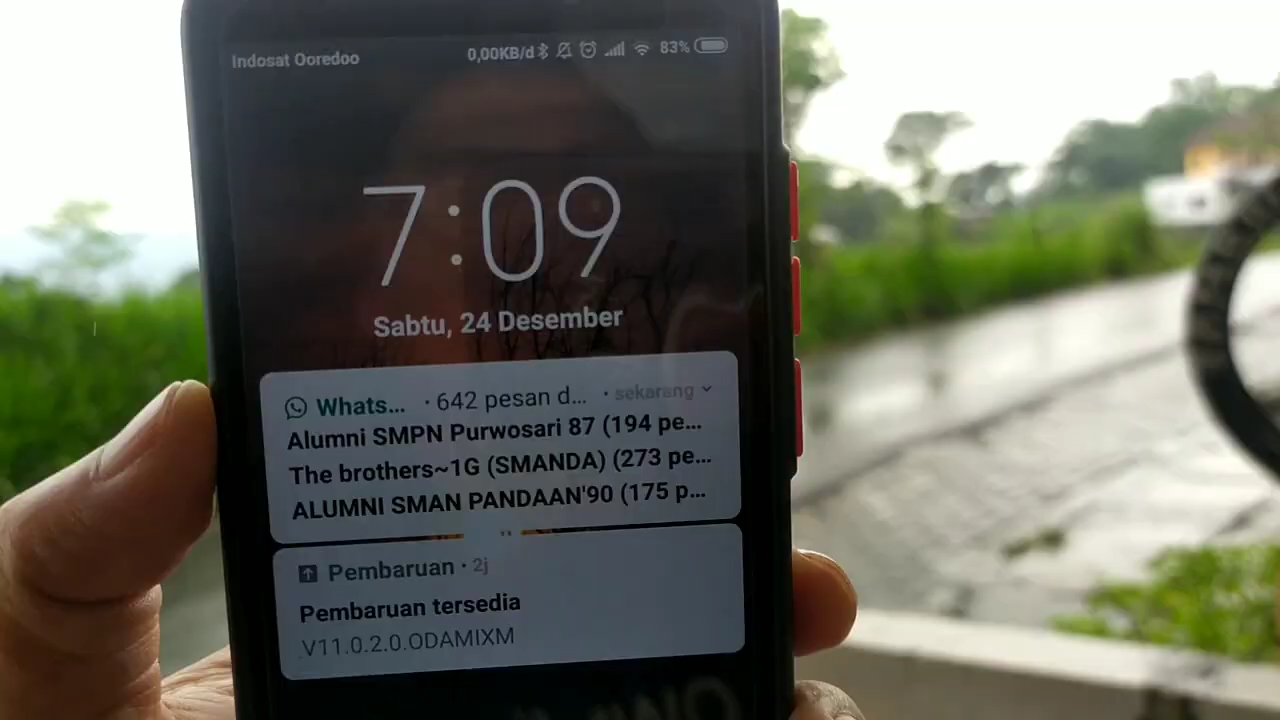 Indosat Ooredoo 0,00KB/d 83%
7:09
Sabtu, 24 Desember
Whats... · 642 pesan d... · sekarang
Alumni SMPN Purwosari 87 (194 pe...
The brothers~1G (SMANDA) (273 pe...
ALUMNI SMAN PANDAAN'90 (175 p...
Pembaruan · 2j
Pembaruan tersedia
V11.0.2.0.ODAMIXM